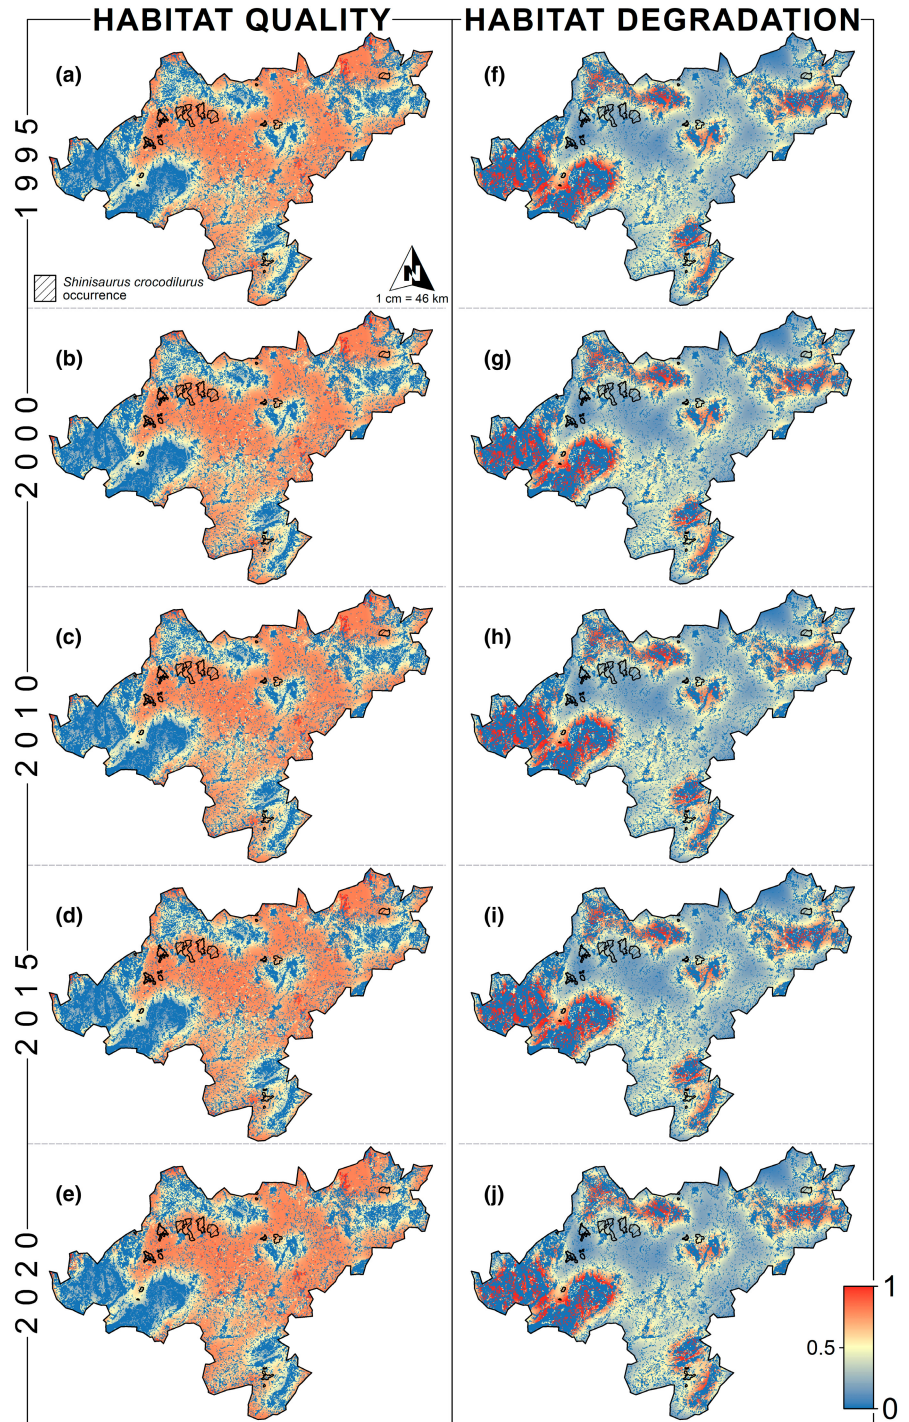 HABITAT QUALITY
HABITAT DEGRADATION
1995
(a)
(f)
Shinisaurus crocodilurus
occurrence
N
1 cm = 46 km
2000
(b)
(g)
2010
(c)
(h)
2015
(d)
(i)
2020
(e)
(j)
1
0.5
0